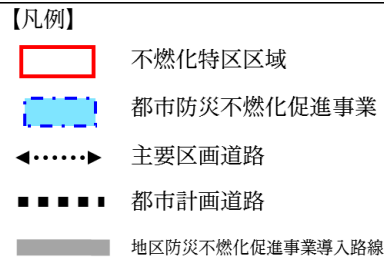 【凡例】
不燃化特区区域
都市防災不燃化促進事業
主要区画道路
都市計画道路
地区防災不燃化促進事業導入路線